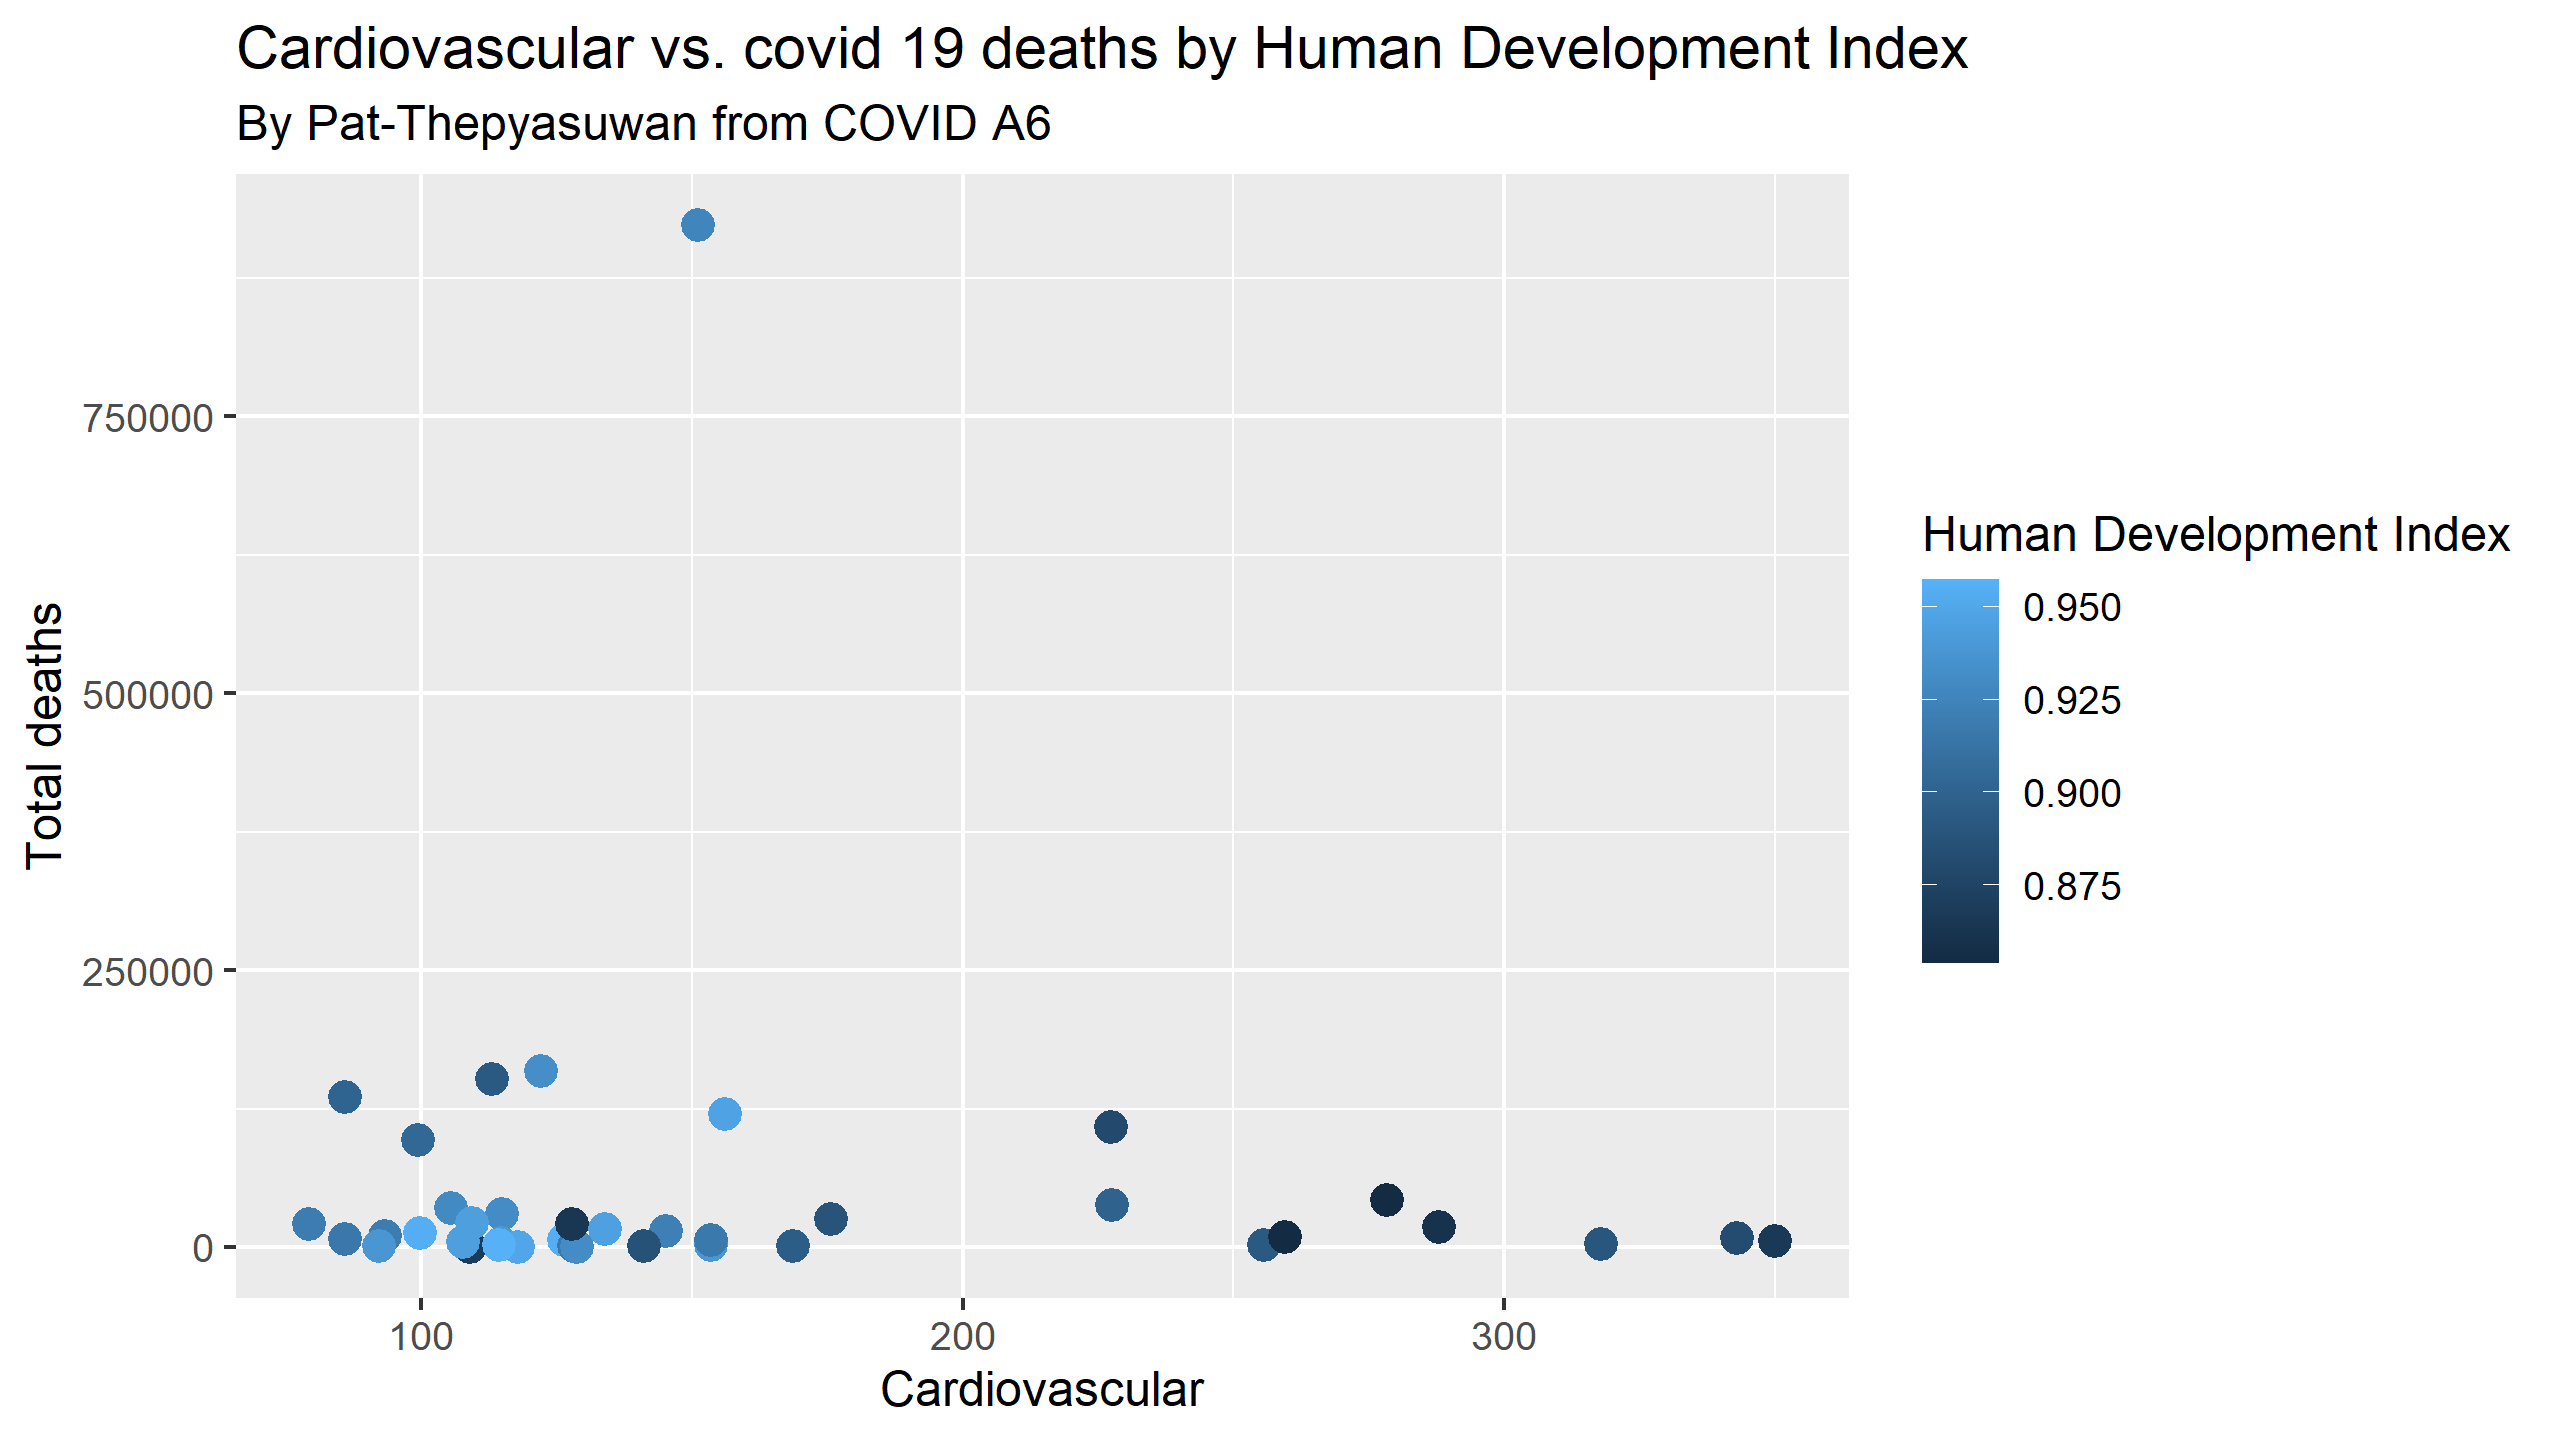 Cardiovascular vs. covid 19 deaths by Human Development Index
By Pat-Thepyasuwan from COVID A6
Total deaths
750000
500000
250000
0
100
200
300
Cardiovascular
Human Development Index
0.950
0.925
0.900
0.875